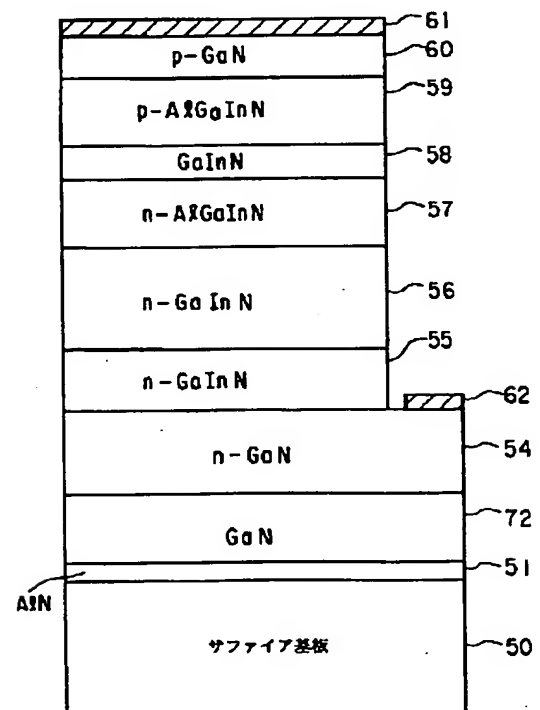 61
p-GaN
60
59
p-AlGaInN
GaInN
58
n-AlGaInN
57
n-GaInN
56
55
n-GaInN
62
n-GaN
54
72
GaN
51
AlN
サファイア基板
50